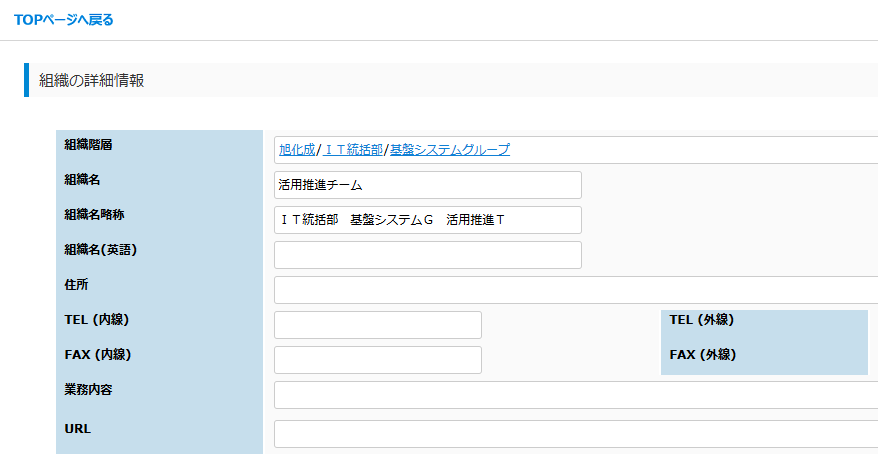 TOPページへ戻る
組織の詳細情報
組織階層 旭化成/ＩＴ統括部/基盤システムグループ
組織名 活用推進チーム
組織名略称 ＩＴ統括部　基盤システムＧ　活用推進Ｔ
組織名(英語)
住所
TEL (内線) TEL (外線)
FAX (内線) FAX (外線)
業務内容
URL